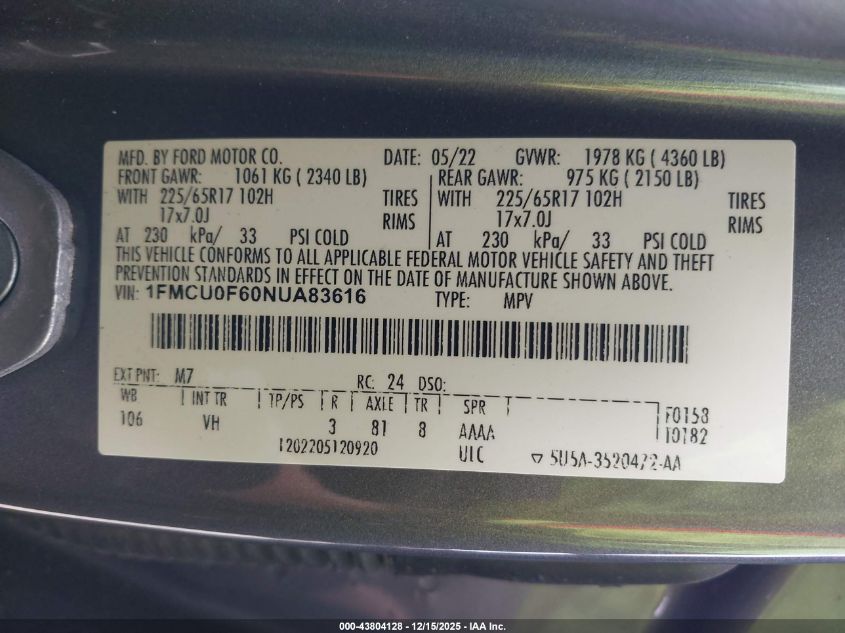 MFD. BY FORD MOTOR CO. DATE: 05/22 GVWR: 1978 KG ( 4360 LB)
FRONT GAWR: 1061 KG ( 2340 LB) REAR GAWR: 975 KG ( 2150 LB)
WITH 225/65R17 102H TIRES WITH 225/65R17 102H TIRES
17x7.0J RIMS 17x7.0J RIMS
AT 230 kPa/ 33 PSI COLD AT 230 kPa/ 33 PSI COLD
THIS VEHICLE CONFORMS TO ALL APPLICABLE FEDERAL MOTOR VEHICLE SAFETY AND THEFT
PREVENTION STANDARDS IN EFFECT ON THE DATE OF MANUFACTURE SHOWN ABOVE.
VIN: 1FMCU0F60NUA83616 TYPE: MPV
EXT PNT: M7 RC: 24 DSO:
WB INT TR TP/PS R AXLE TR SPR F0158
106 VH 3 81 8 AAAA T0182
T202205120920 UTC ▽ 5U5A-3520472-AA
000-43804128 - 12/15/2025 - IAA Inc.